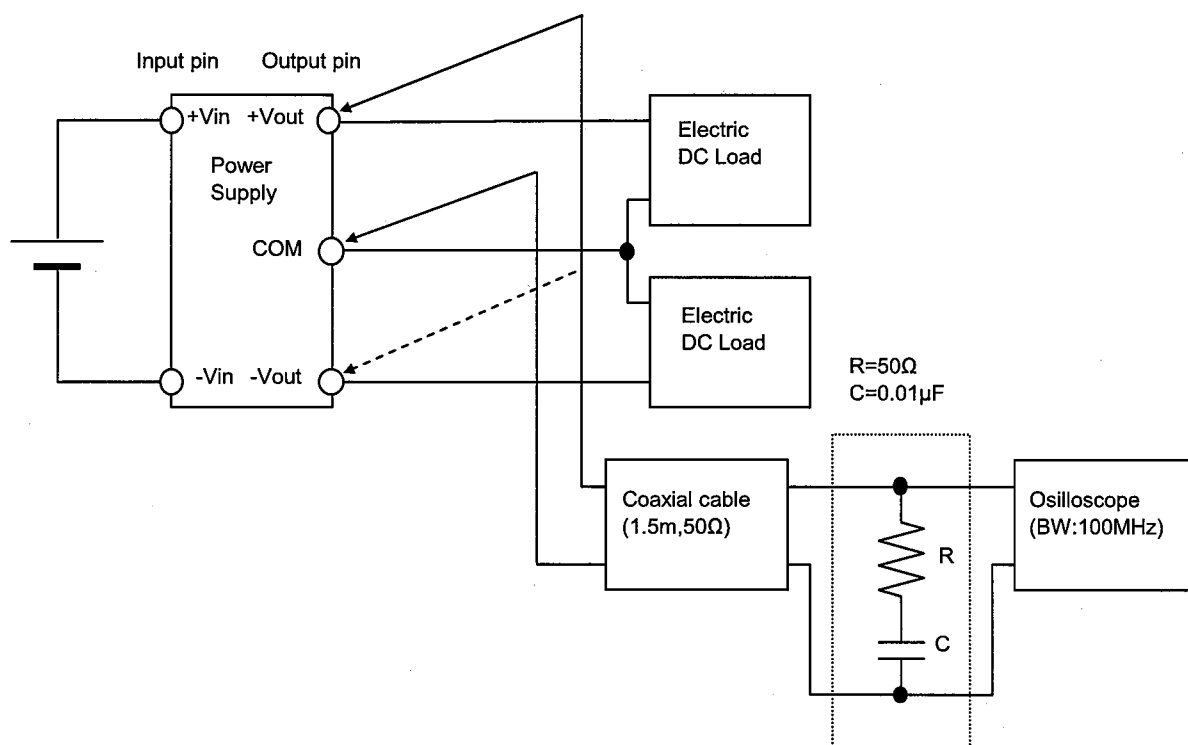 Input pin
Output pin
+Vin
+Vout
Electric
DC Load
Power
Supply
COM
Electric
DC Load
-Vin
-Vout
R=50Ω
C=0.01µF
Coaxial cable
(1.5m,50Ω)
Osilloscope
(BW:100MHz)
R
C